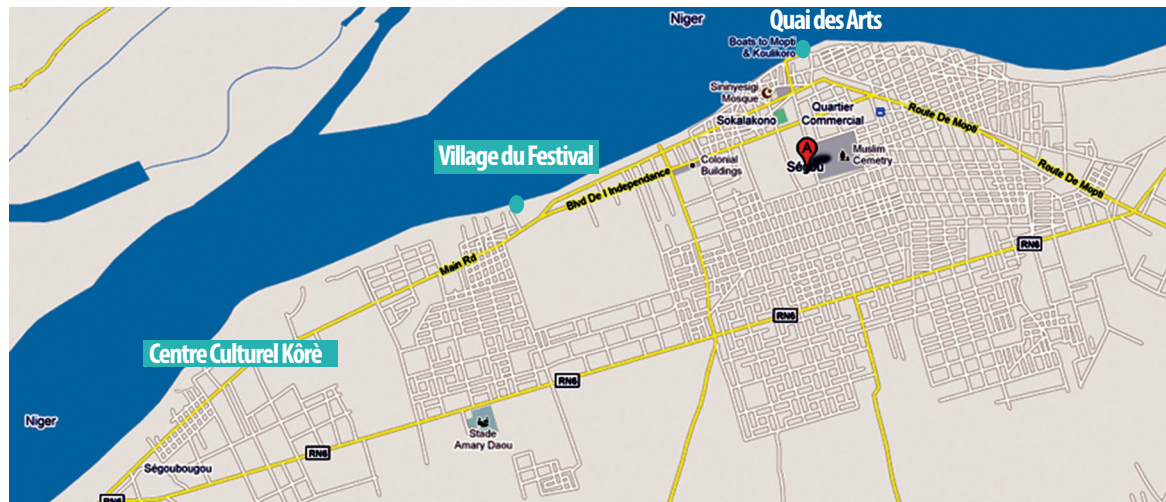 Niger
Quai des Arts
Boats to Mopti
& Koulikoro
Sininyesigi
Mosque
Sokalakono
Quartier
Commercial
Route De Mopti
Village du Festival
A
Ségou
Muslim
Cemetry
Colonial
Buildings
Blvd De l Independance
Route De Mopti
RN6
Main Rd
RN6
Centre Culturel Kôrè
RN6
Niger
Stade
Amary Daou
RN6
Ségoubougou
RN6